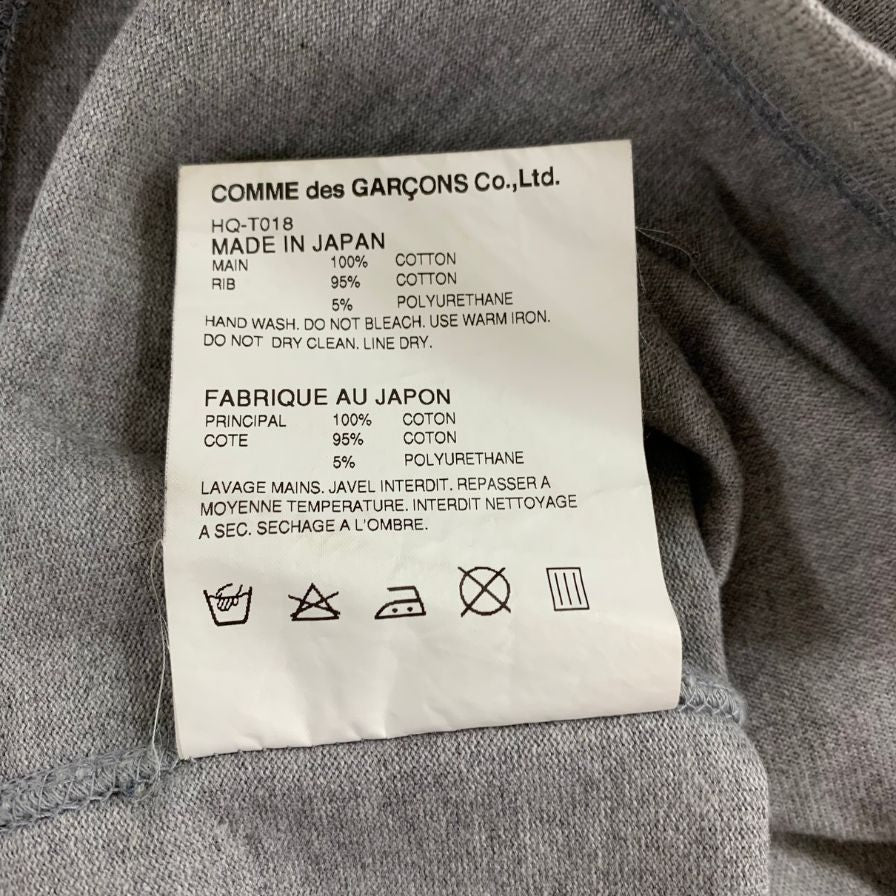 COMME des GARÇONS Co.,Ltd.
HQ-T018
MADE IN JAPAN
MAIN 100% COTTON
RIB 95% COTTON
5% POLYURETHANE
HAND WASH. DO NOT BLEACH. USE WARM IRON.
DO NOT DRY CLEAN. LINE DRY.
FABRIQUE AU JAPON
PRINCIPAL 100% COTON
COTE 95% COTON
5% POLYURETHANE
LAVAGE MAINS. JAVEL INTERDIT. REPASSER A
MOYENNE TEMPERATURE. INTERDIT NETTOYAGE
A SEC. SECHAGE A L'OMBRE.